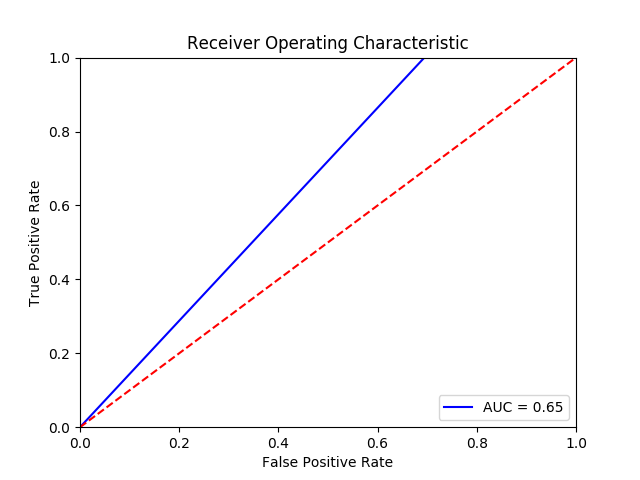 Receiver Operating Characteristic
1.0
0.8
0.6
0.4
0.2
0.0
True Positive Rate
AUC = 0.65
0.0 0.2 0.4 0.6 0.8 1.0
False Positive Rate